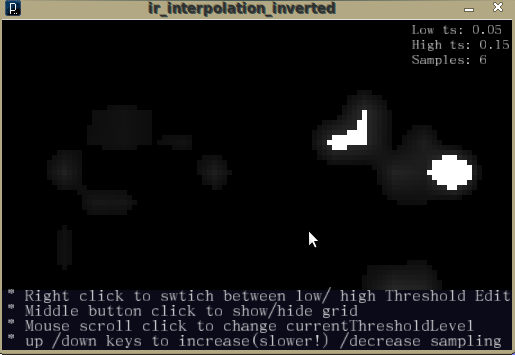 ir_interpolation_inverted
Low ts: 0.05
High ts: 0.15
Samples: 6
* Right click to swtich between low/ high Threshold Edit
* Middle button click to show/hide grid
* Mouse scroll click to change currentThresholdLevel
* up /down keys to increase(slower!) /decrease sampling